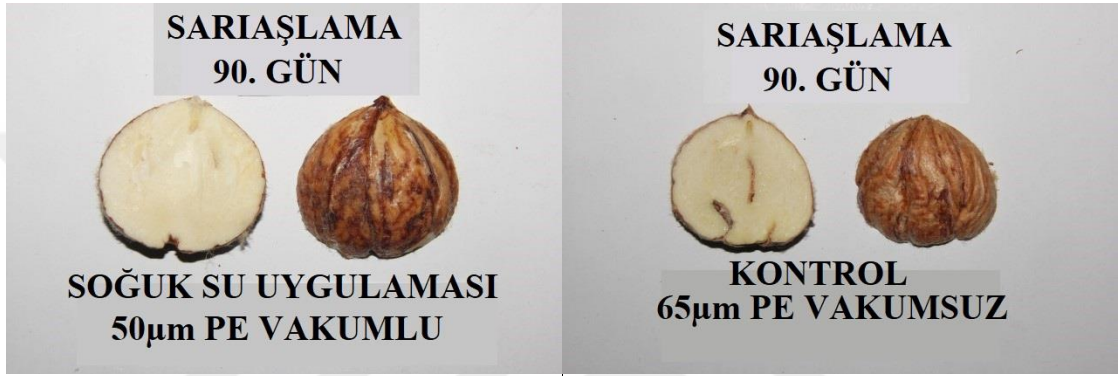 SARIAŞLAMA
90. GÜN
SOĞUK SU UYGULAMASI
50µm PE VAKUMLU
SARIAŞLAMA
90. GÜN
KONTROL
65µm PE VAKUMSUZ